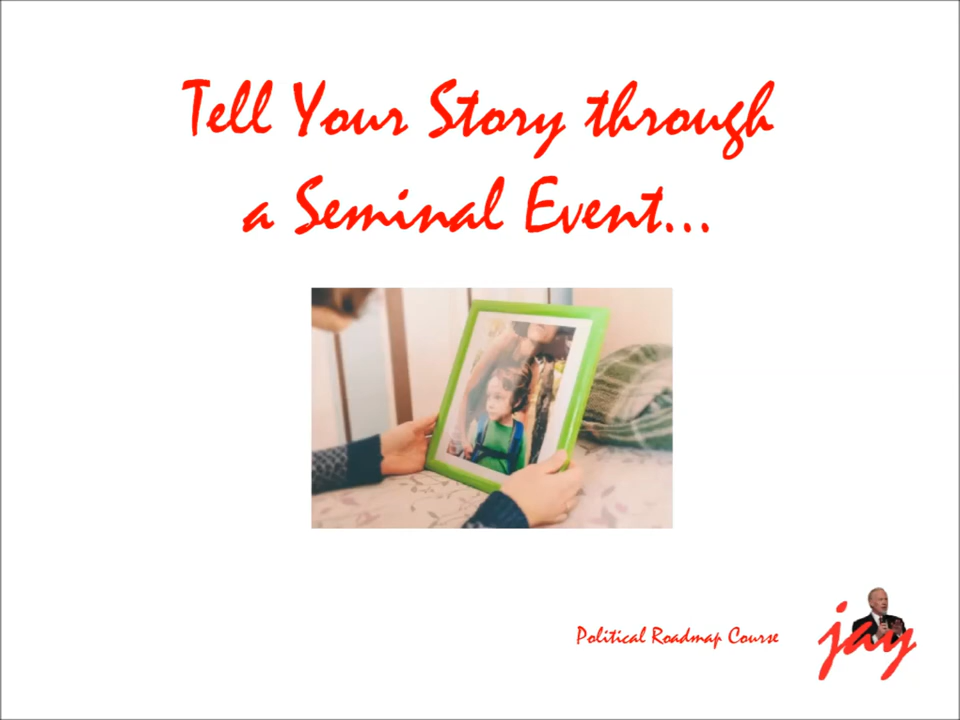 Tell Your Story through
a Seminal Event...
Political Roadmap Course
jay